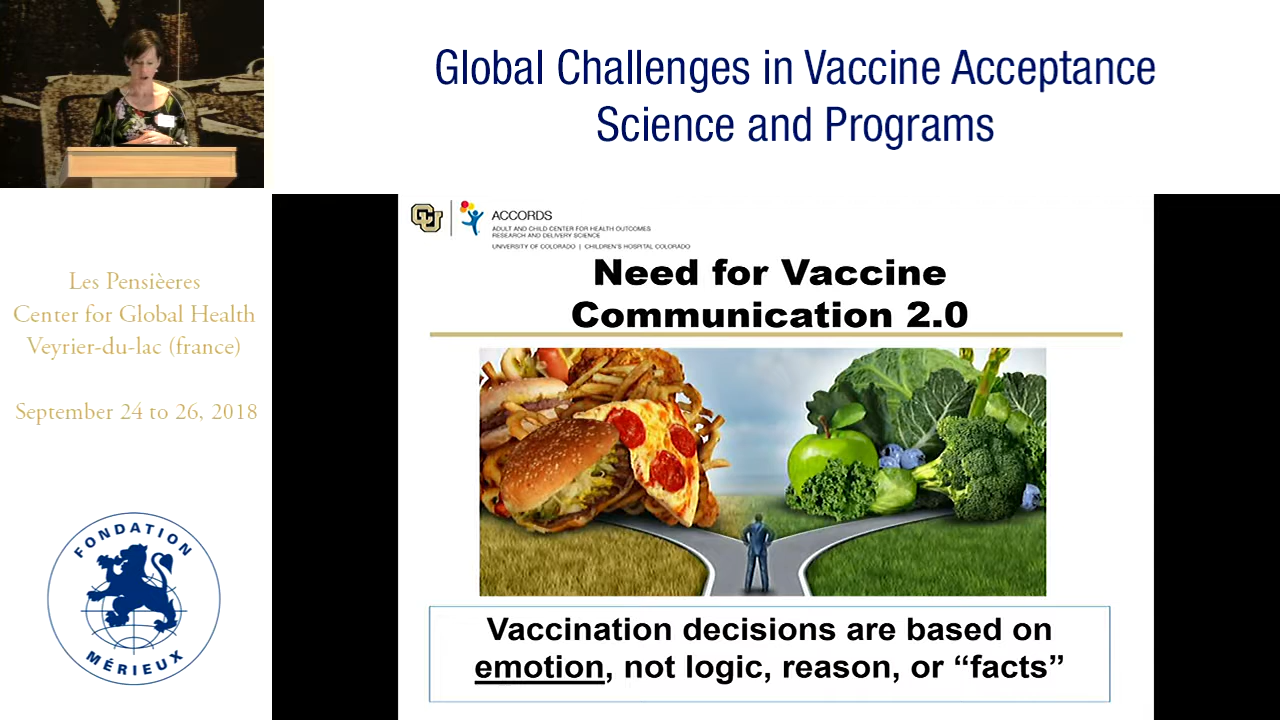 Global Challenges in Vaccine Acceptance
Science and Programs
Les Pensièeres
Center for Global Health
Veyrier-du-lac (france)
September 24 to 26, 2018
FONDATION
MÉRIEUX
CU
ACCORDS
ADULT AND CHILD CENTER FOR HEALTH OUTCOMES
RESEARCH AND DELIVERY SCIENCE
UNIVERSITY OF COLORADO | CHILDREN'S HOSPITAL COLORADO
Need for Vaccine
Communication 2.0
Vaccination decisions are based on
emotion, not logic, reason, or “facts”